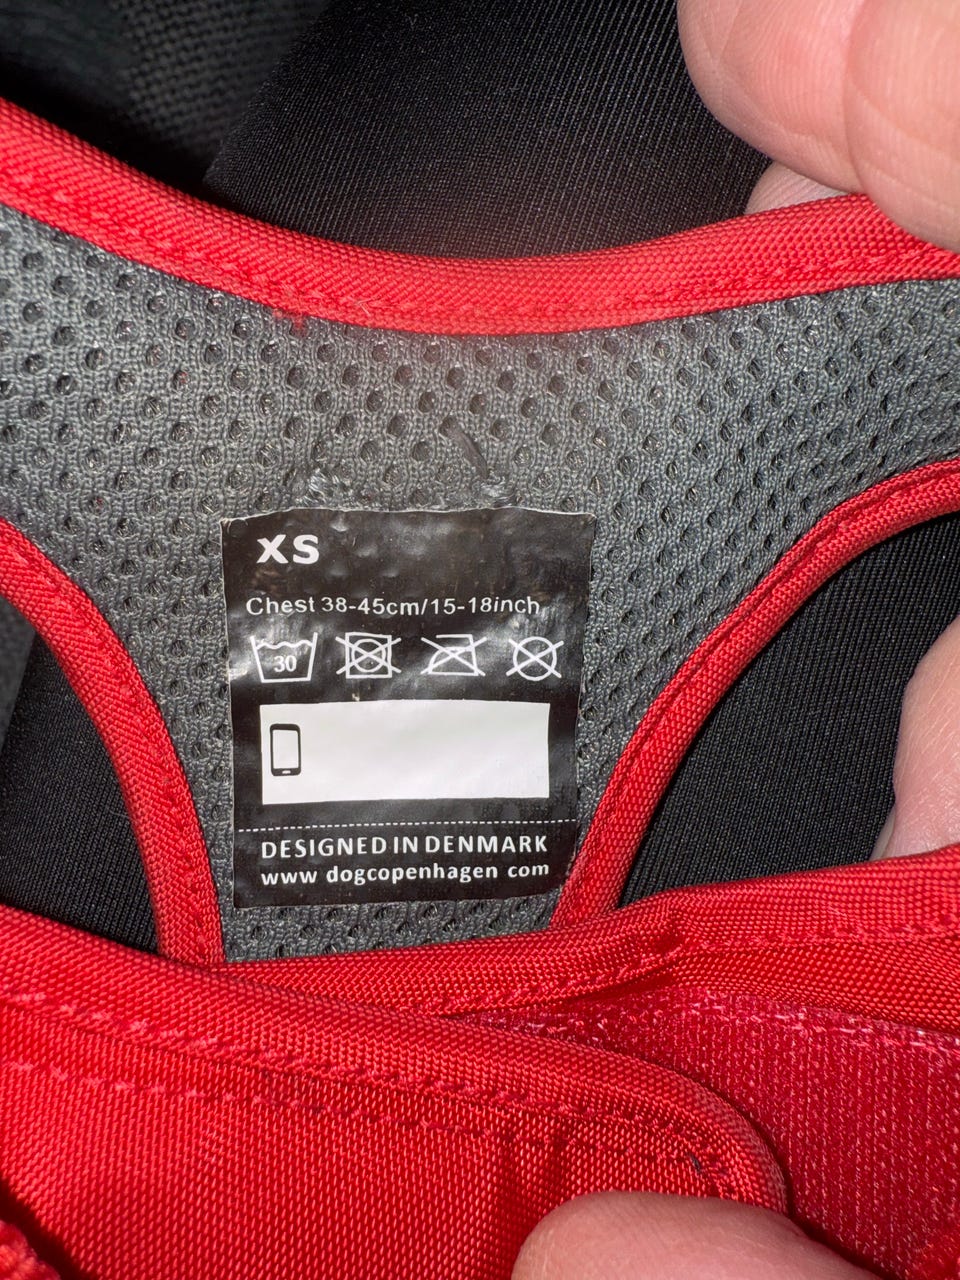 XS
Chest 38-45cm/15-18inch
30
DESIGNED IN DENMARK
www dogcopenhagen com